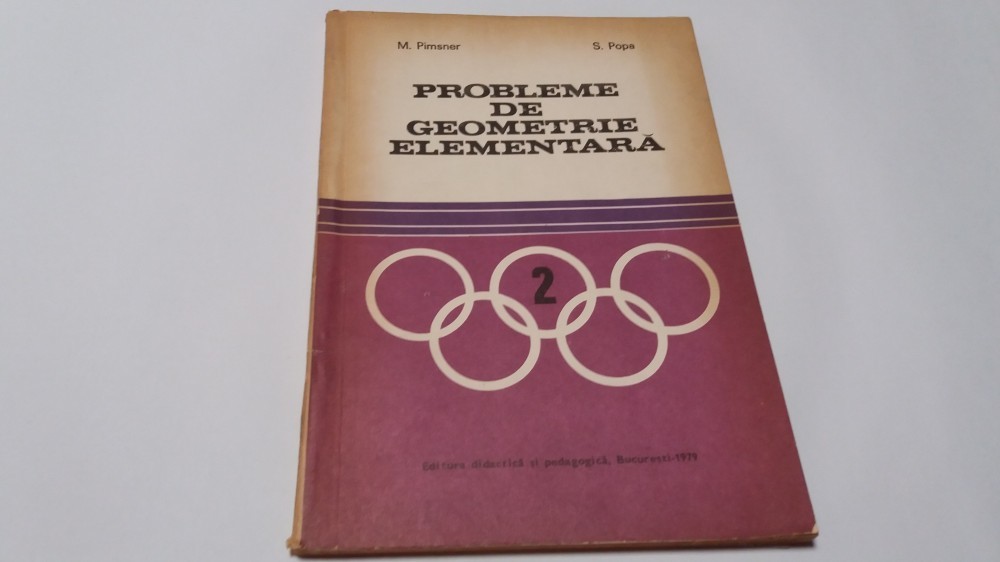 M. Pimsner S. Popa
PROBLEME
DE
GEOMETRIE
ELEMENTARĂ
2
Editura didactică și pedagogică, București-1979